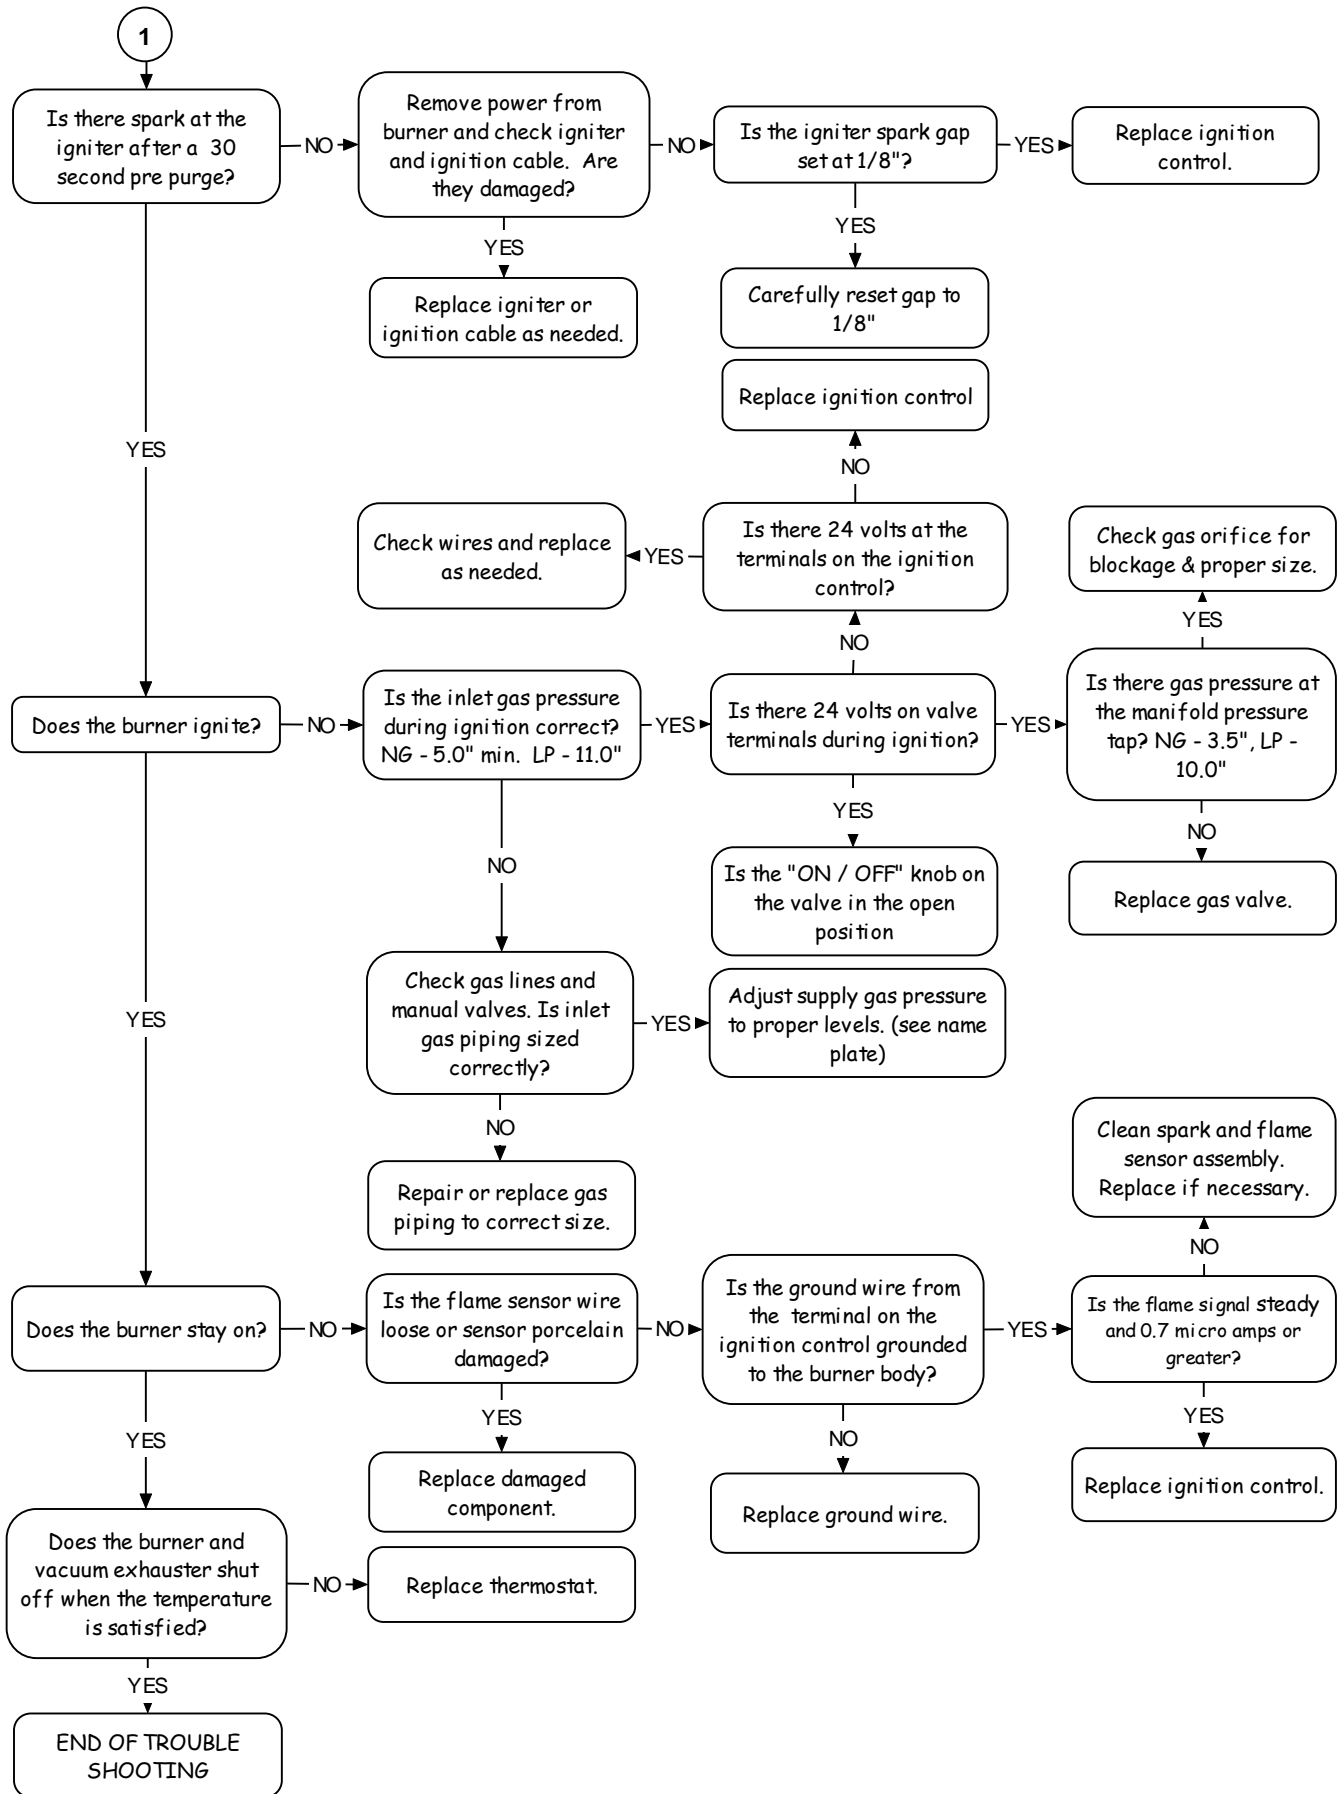 1
Is there spark at the
igniter after a 30
second pre purge?
NO
Remove power from
burner and check igniter
and ignition cable. Are
they damaged?
NO
Is the igniter spark gap
set at 1/8"?
YES
Replace ignition
control.
YES
Replace igniter or
ignition cable as needed.
YES
Carefully reset gap to
1/8"
YES
Replace ignition control
NO
Check wires and replace
as needed.
YES
Is there 24 volts at the
terminals on the ignition
control?
Check gas orifice for
blockage & proper size.
NO
YES
Does the burner ignite?
NO
Is the inlet gas pressure
during ignition correct?
NG - 5.0" min. LP - 11.0"
YES
Is there 24 volts on valve
terminals during ignition?
YES
Is there gas pressure at
the manifold pressure
tap? NG - 3.5", LP -
10.0"
NO
YES
NO
Is the "ON / OFF" knob on
the valve in the open
position
Replace gas valve.
YES
Check gas lines and
manual valves. Is inlet
gas piping sized
correctly?
YES
Adjust supply gas pressure
to proper levels. (see name
plate)
NO
Repair or replace gas
piping to correct size.
Clean spark and flame
sensor assembly.
Replace if necessary.
NO
Does the burner stay on?
NO
Is the flame sensor wire
loose or sensor porcelain
damaged?
NO
Is the ground wire from
the terminal on the
ignition control grounded
to the burner body?
YES
Is the flame signal steady
and 0.7 micro amps or
greater?
YES
YES
NO
YES
Replace damaged
component.
Replace ground wire.
Replace ignition control.
Does the burner and
vacuum exhauster shut
off when the temperature
is satisfied?
NO
Replace thermostat.
YES
END OF TROUBLE
SHOOTING